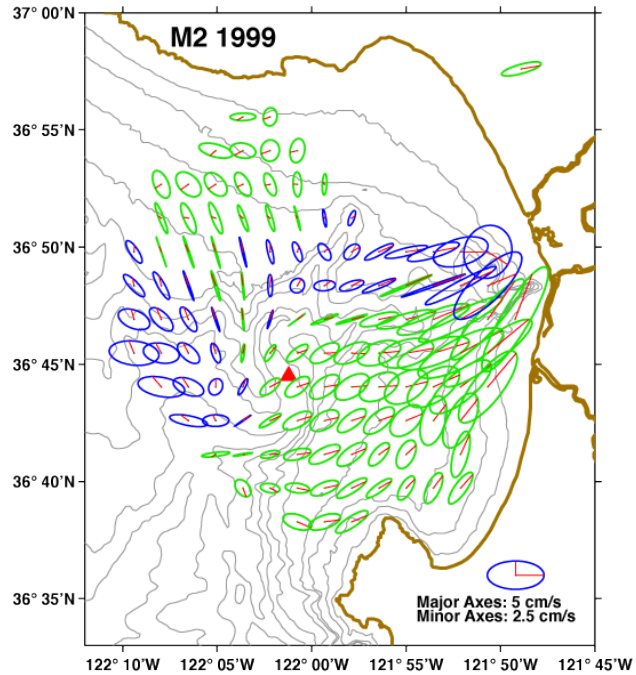 M2 1999
37° 00'N
36° 55'N
36° 50'N
36° 45'N
36° 40'N
36° 35'N
Major Axes: 5 cm/s
Minor Axes: 2.5 cm/s
122° 10'W 122° 05'W 122° 00'W 121° 55'W 121° 50'W 121° 45'W